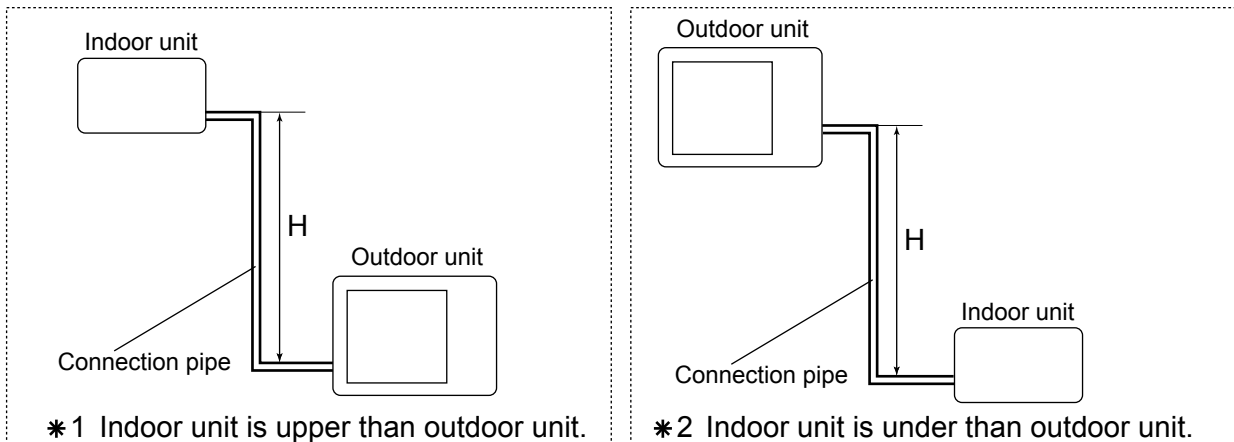 Indoor unit
H
Outdoor unit
Connection pipe
*1 Indoor unit is upper than outdoor unit.
Outdoor unit
H
Indoor unit
Connection pipe
*2 Indoor unit is under than outdoor unit.